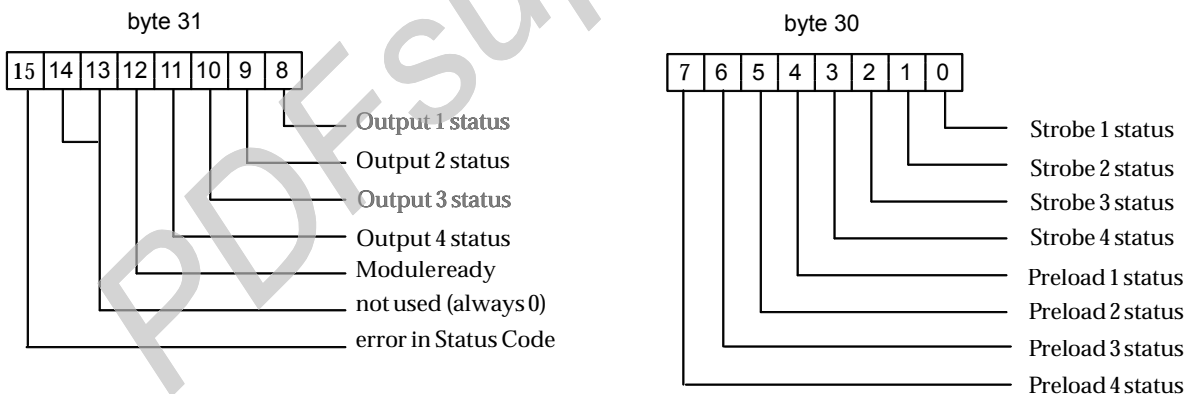 byte 31
15 14 13 12 11 10 9 8
Output 1 status
Output 2 status
Output 3 status
Output 4 status
Moduleready
not used (always 0)
error in Status Code
byte 30
7 6 5 4 3 2 1 0
Strobe 1 status
Strobe 2 status
Strobe 3 status
Strobe 4 status
Preload 1 status
Preload 2 status
Preload 3 status
Preload 4 status